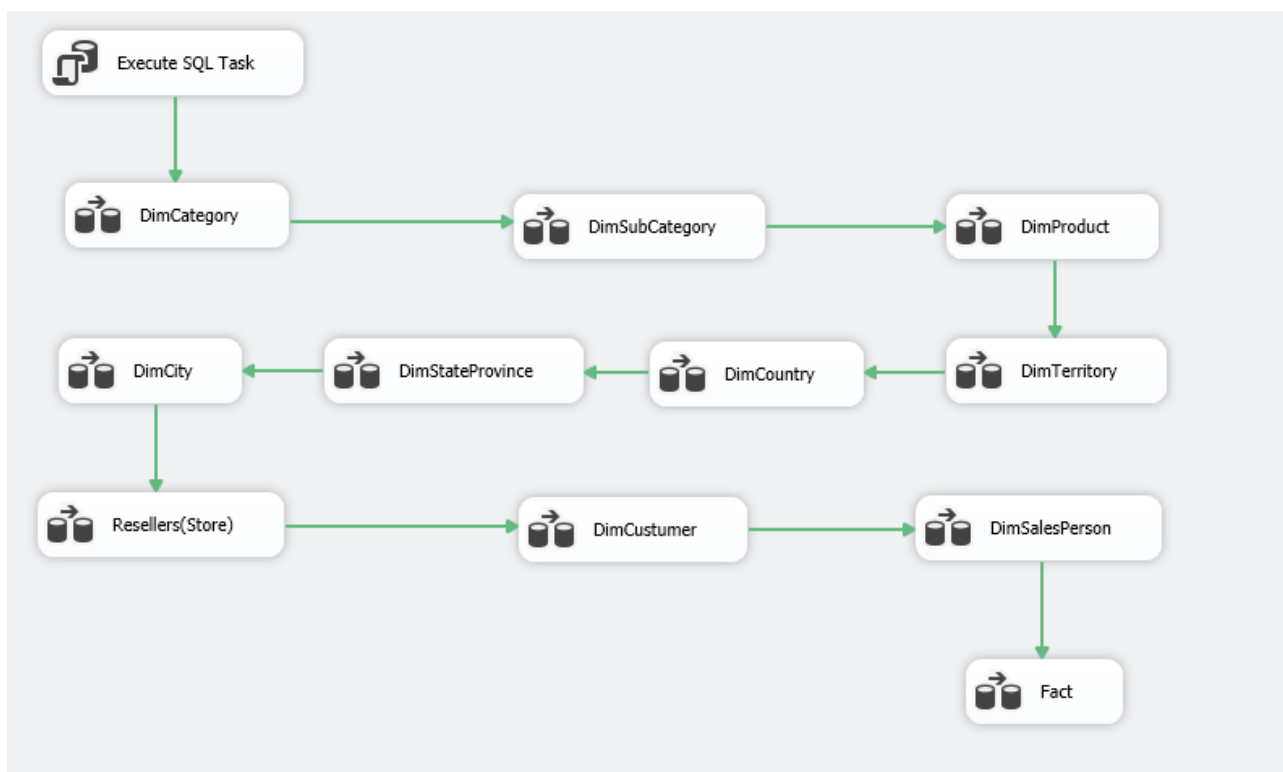 Execute SQL Task
DimCategory
DimSubCategory
DimProduct
DimCity
DimStateProvince
DimCountry
DimTerritory
Resellers(Store)
DimCustumer
DimSalesPerson
Fact